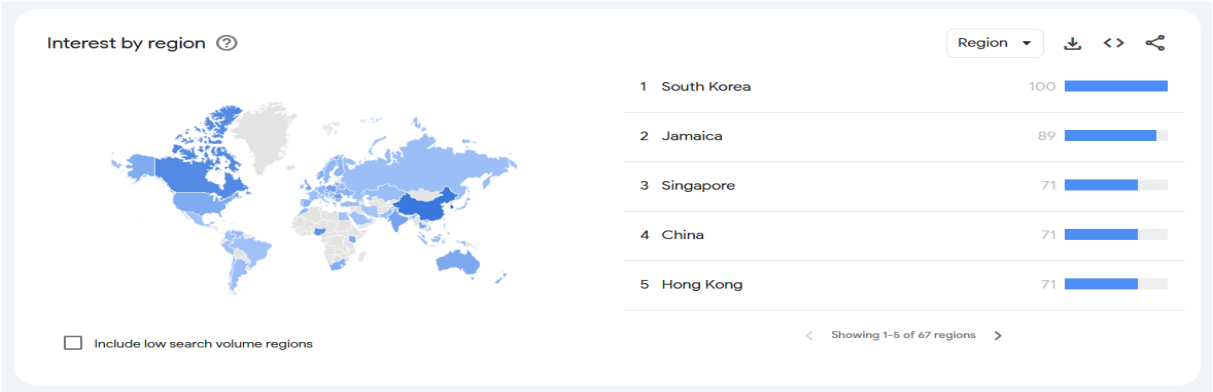 Interest by region
Region
1 South Korea 100
2 Jamaica 89
3 Singapore 71
4 China 71
5 Hong Kong 71
Include low search volume regions
Showing 1-5 of 67 regions